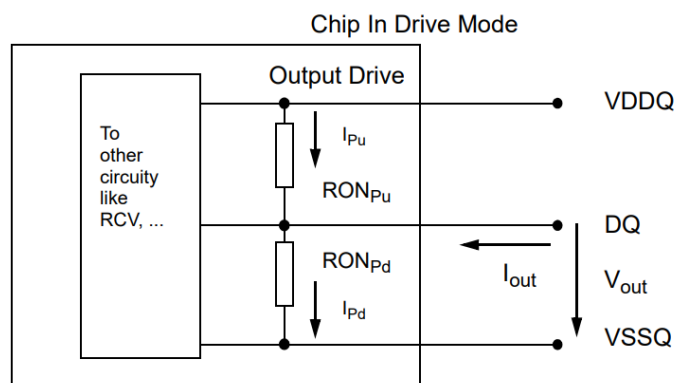 Chip In Drive Mode
Output Drive
VDDQ
To
other
circuity
like
RCV, ...
IPu
RONPu
DQ
RONPd
Iout
Vout
IPd
VSSQ